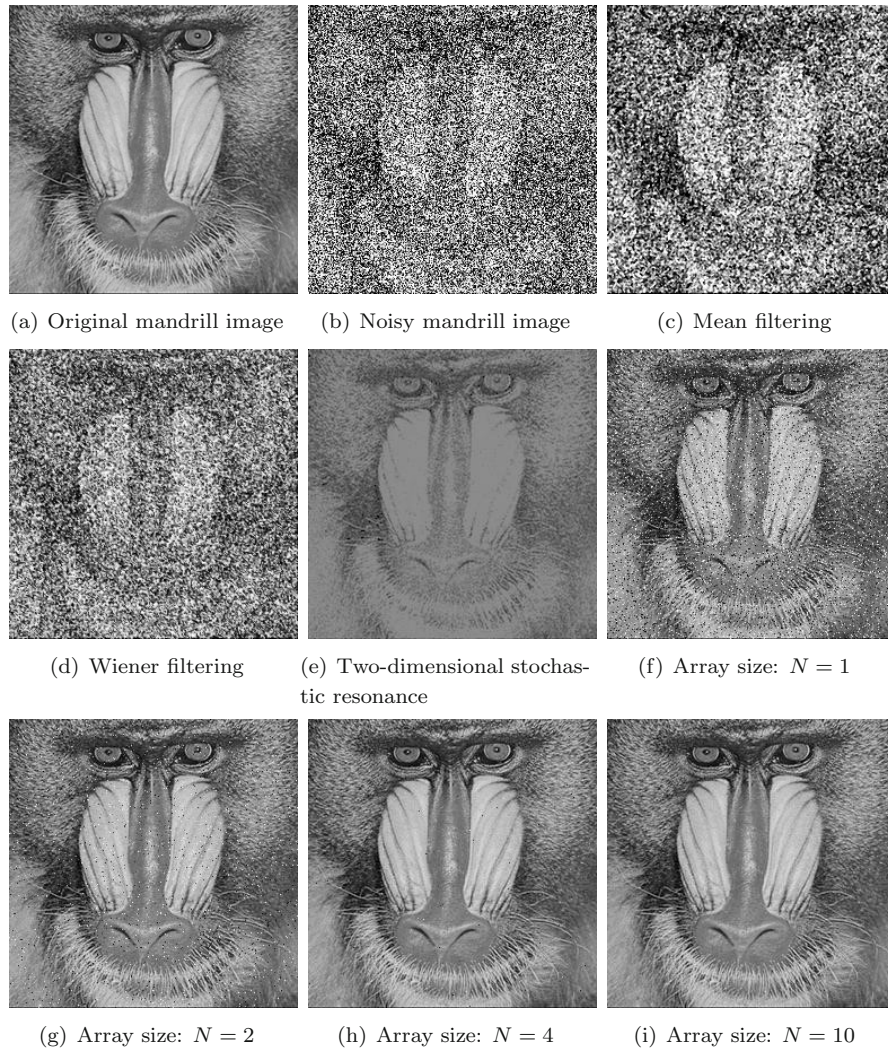 (a) Original mandrill image
(b) Noisy mandrill image
(c) Mean filtering
(d) Wiener filtering
(e) Two-dimensional stochas-
tic resonance
(f) Array size: N = 1
(g) Array size: N = 2
(h) Array size: N = 4
(i) Array size: N = 10